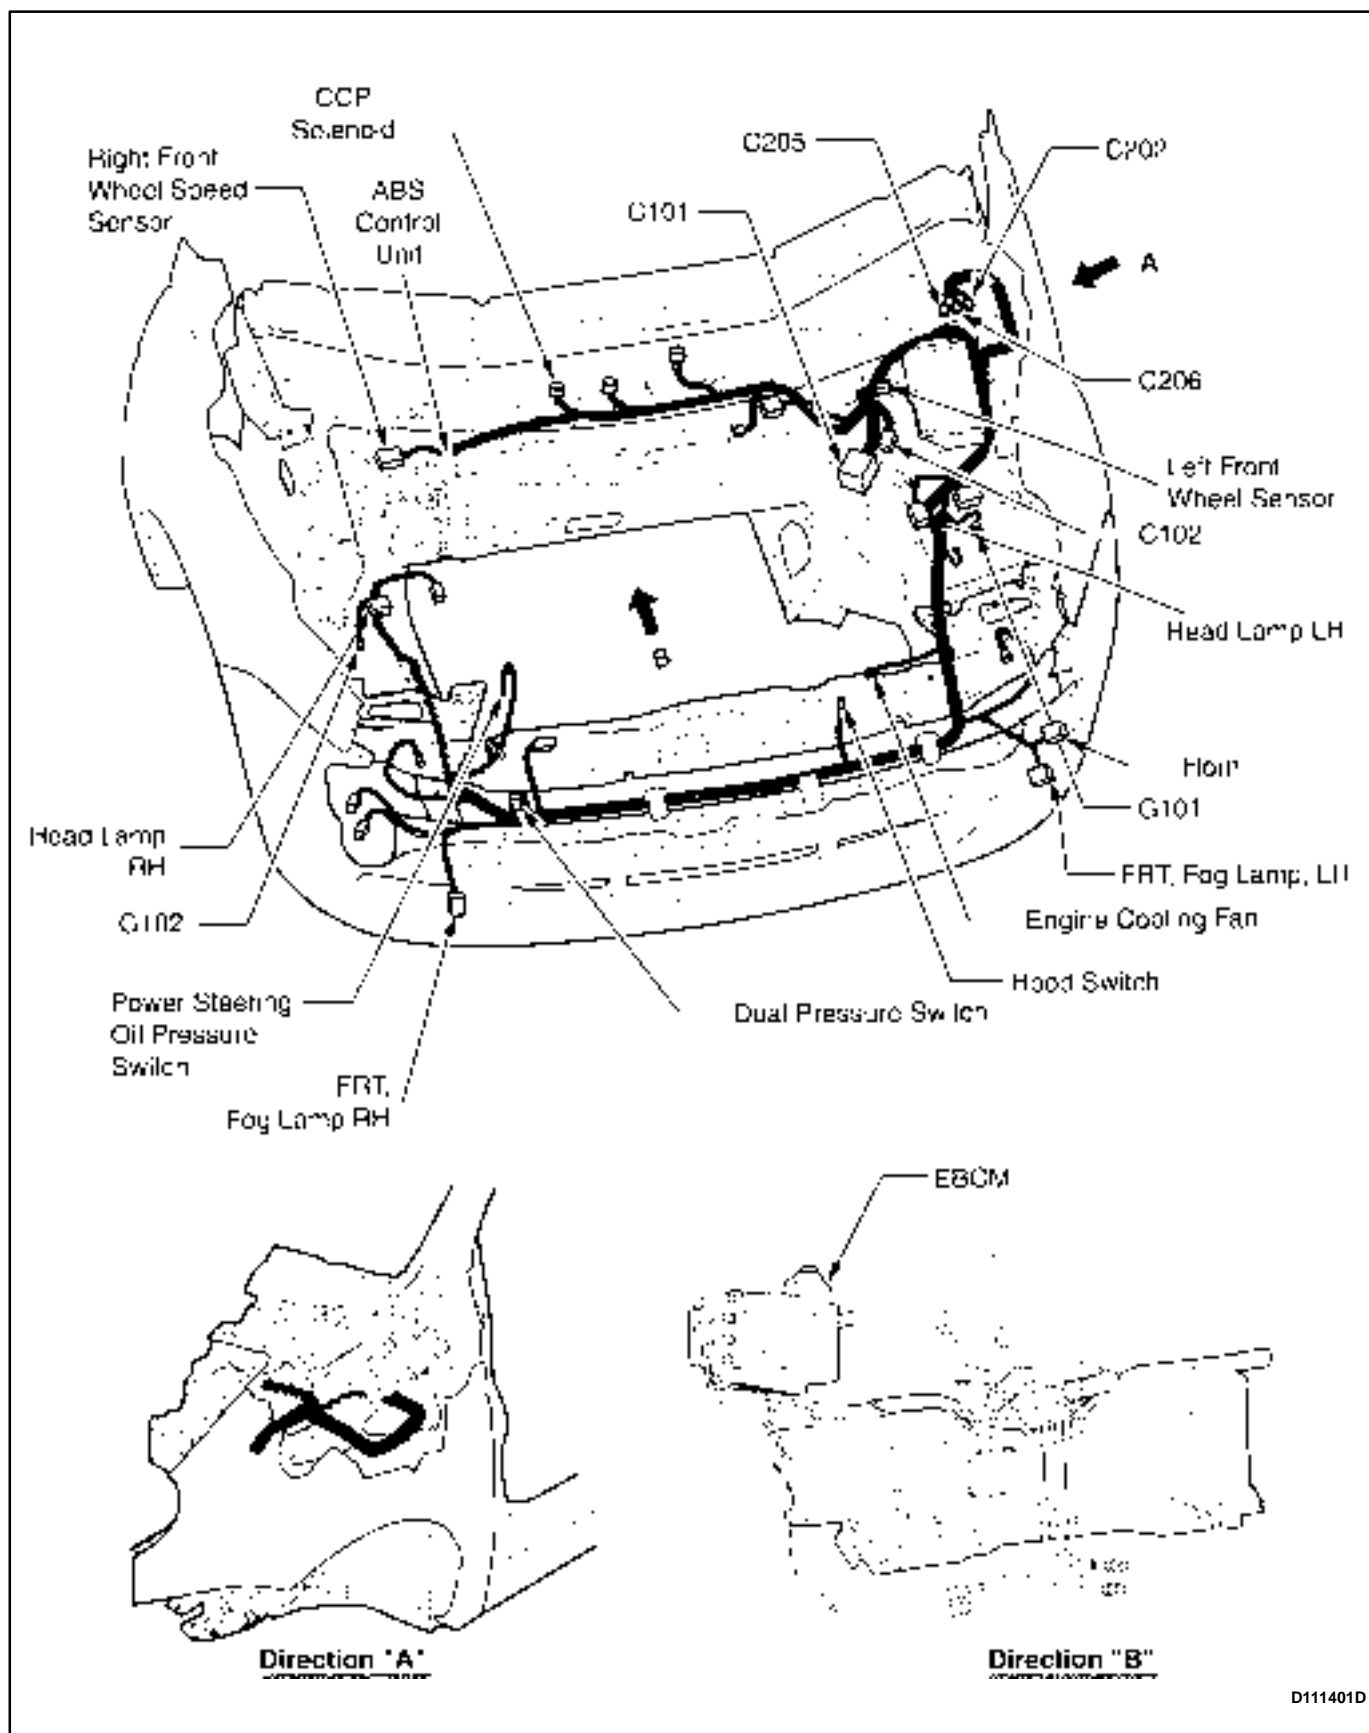 CCP
Solenoid
Right Front
Wheel Speed
Sensor
ABS
Control
Unit
C205
C202
C101
A
C206
Left Front
Wheel Sensor
C102
Head Lamp LH
B
Horn
G101
Head Lamp
RH
FRT, Fog Lamp, LH
G102
Engine Cooling Fan
Hood Switch
Power Steering
Oil Pressure
Switch
Dual Pressure Switch
FRT,
Fog Lamp RH
EBCM
Direction "A"
Direction "B"
D111401D